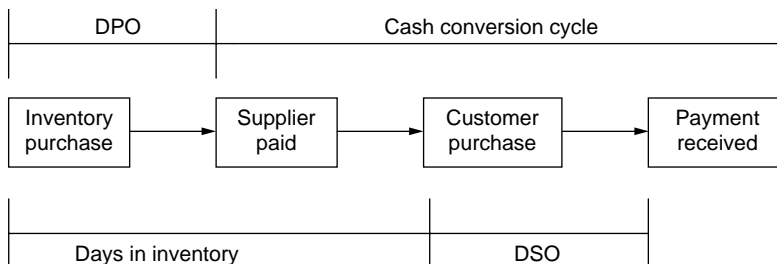 DPO
Cash conversion cycle
Inventory
purchase
Supplier
paid
Customer
purchase
Payment
received
Days in inventory
DSO